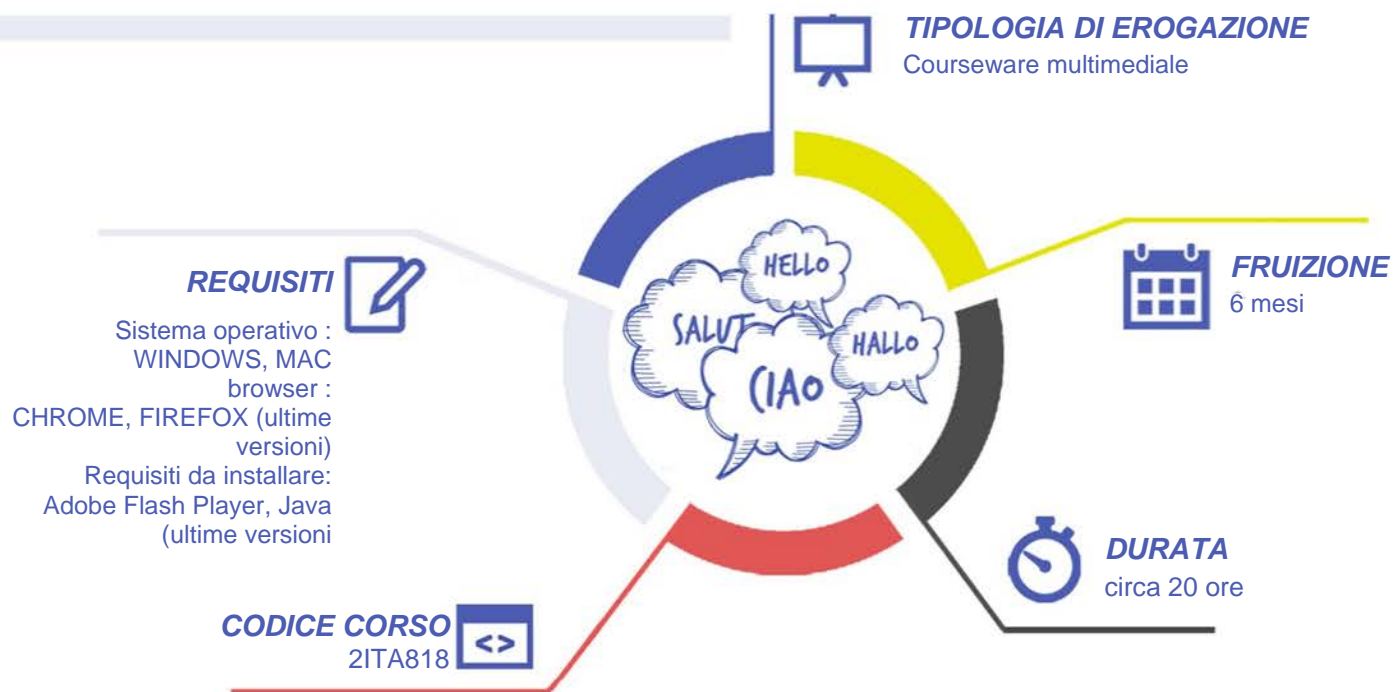 TIPOLOGIA DI EROGAZIONE
Courseware multimediale
REQUISITI
Sistema operativo :
WINDOWS, MAC
browser :
CHROME, FIREFOX (ultime
versioni)
Requisiti da installare:
Adobe Flash Player, Java
(ultime versioni
HELLO
SALUT
HALLO
CIAO
FRUIZIONE
6 mesi
DURATA
circa 20 ore
CODICE CORSO
2ITA818
<>